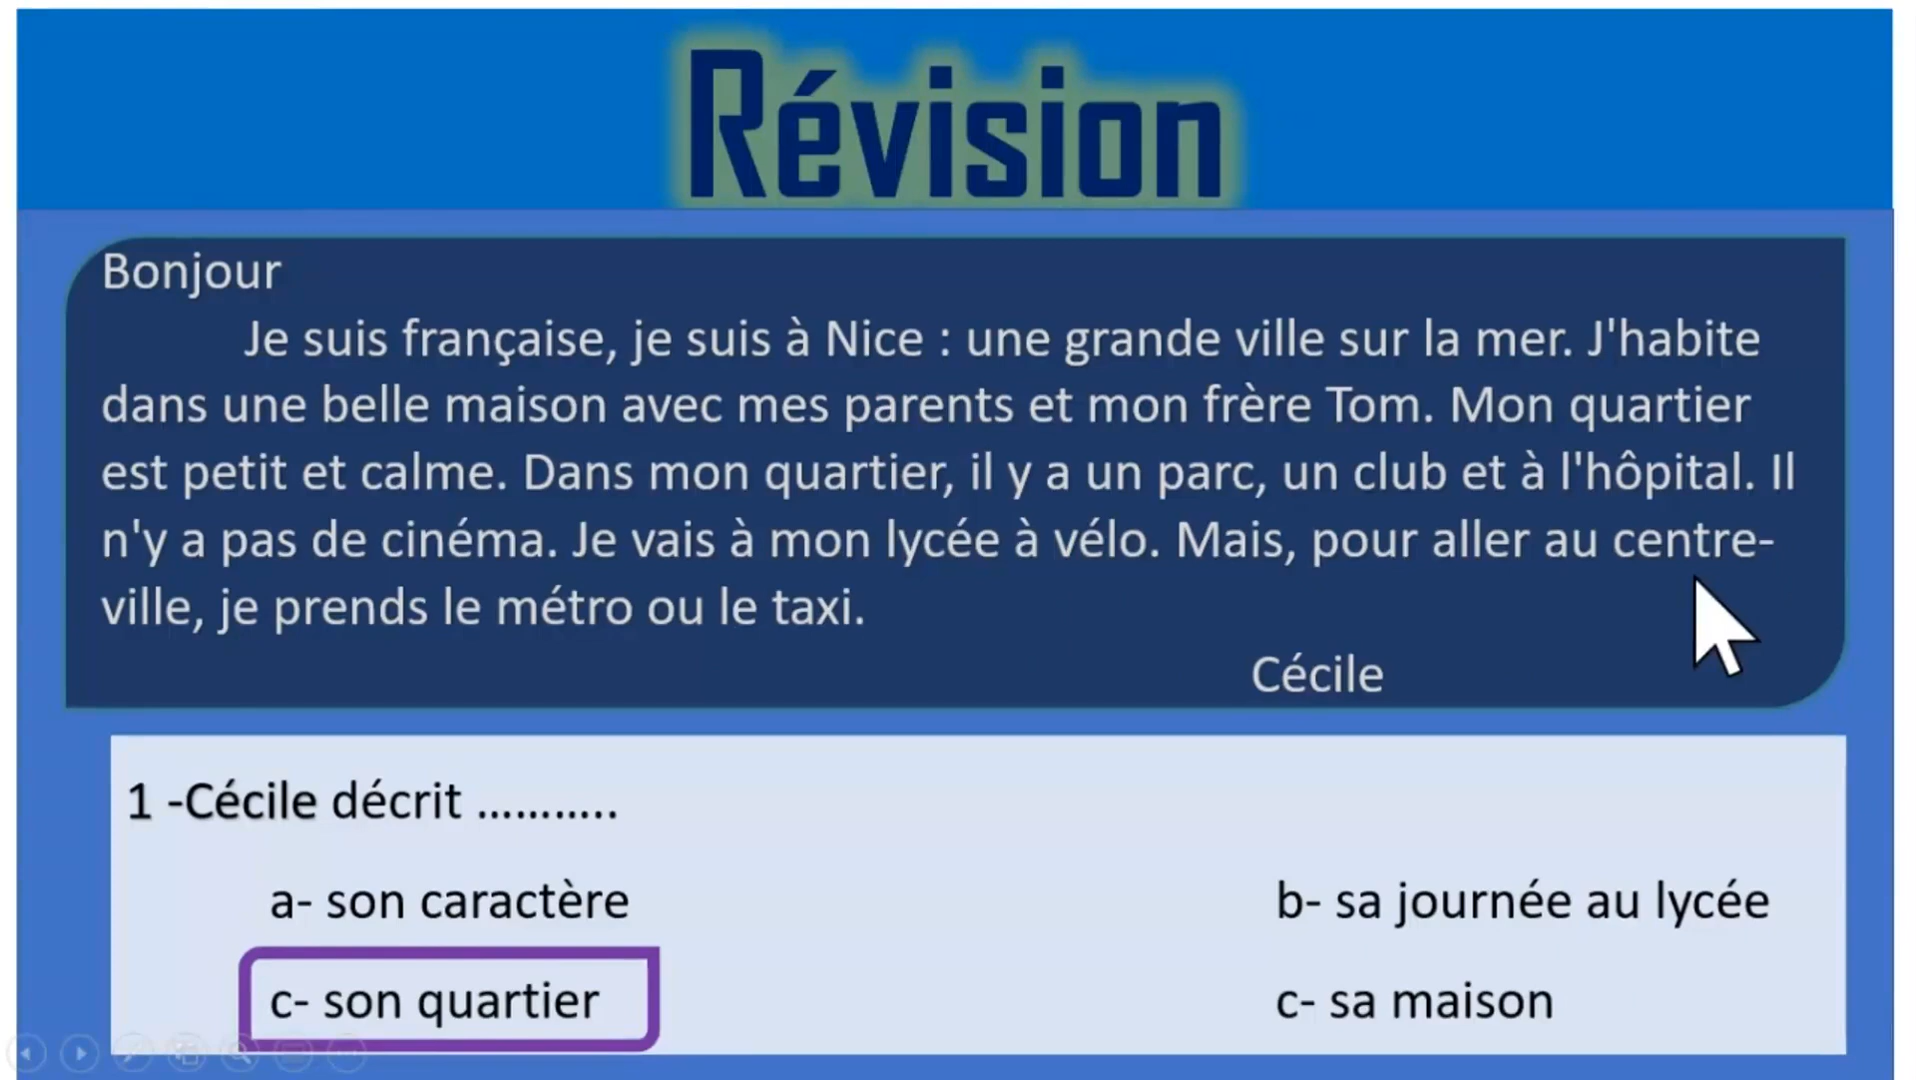 Révision
Bonjour
Je suis française, je suis à Nice : une grande ville sur la mer. J'habite
dans une belle maison avec mes parents et mon frère Tom. Mon quartier
est petit et calme. Dans mon quartier, il y a un parc, un club et à l'hôpital. Il
n'y a pas de cinéma. Je vais à mon lycée à vélo. Mais, pour aller au centre-
ville, je prends le métro ou le taxi.
Cécile
1 -Cécile décrit ...........
a- son caractère
b- sa journée au lycée
c- son quartier
c- sa maison